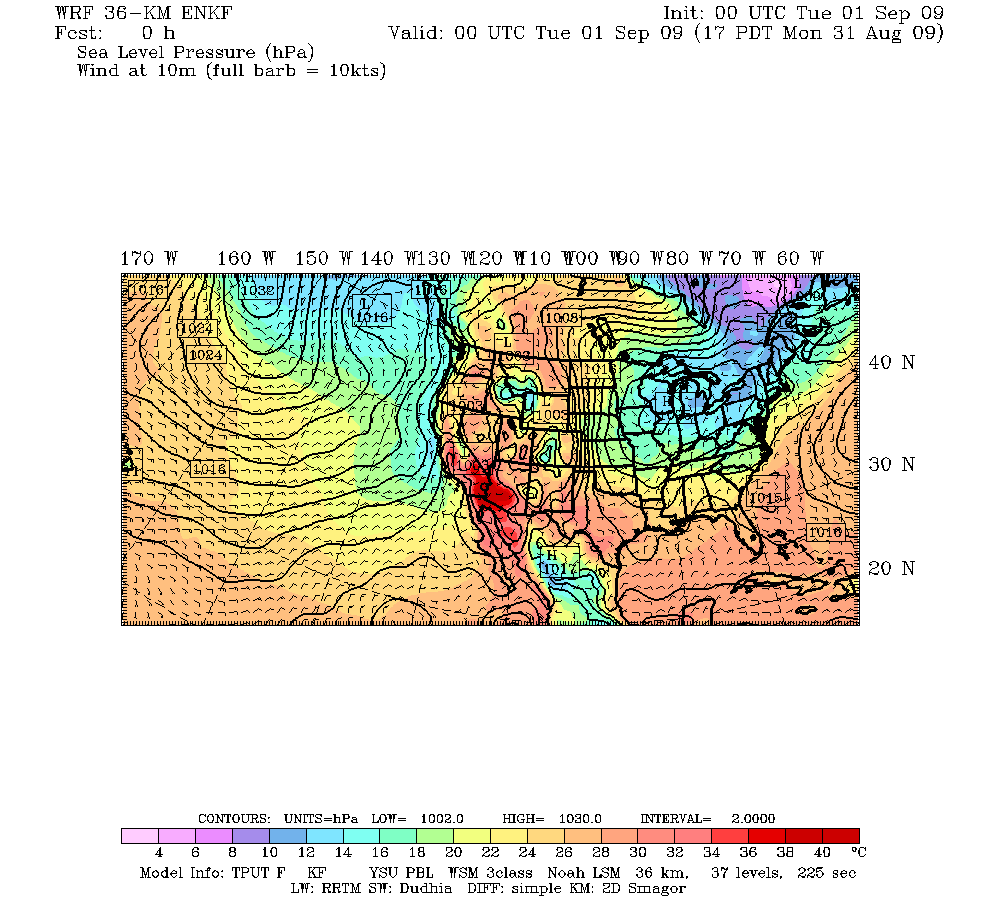 WRF 36-KM ENKF Init: 00 UTC Tue 01 Sep 09
Fcst: 0 h Valid: 00 UTC Tue 01 Sep 09 (17 PDT Mon 31 Aug 09)
Sea Level Pressure (hPa)
Wind at 10m (full barb = 10kts)
170 W 160 W 150 W 140 W 130 W 120 W 110 W 100 W 90 W 80 W 70 W 60 W
1016 1032 1016 L
L 1016 1008 1012
1024
1024 L 1003 40 N
1016
L 1003 L 1003 H
L 1003 1016 30 N
L 1015
1016
H 1017 20 N
CONTOURS: UNITS=hPa LOW= 1002.0 HIGH= 1030.0 INTERVAL= 2.0000
4 6 8 10 12 14 16 18 20 22 24 26 28 30 32 34 36 38 40 °C
Model Info: TPUT F KF YSU PBL WSM 3class Noah LSM 36 km, 37 levels, 225 sec
LW: RRTM SW: Dudhia DIFF: simple KM: 2D Smagor